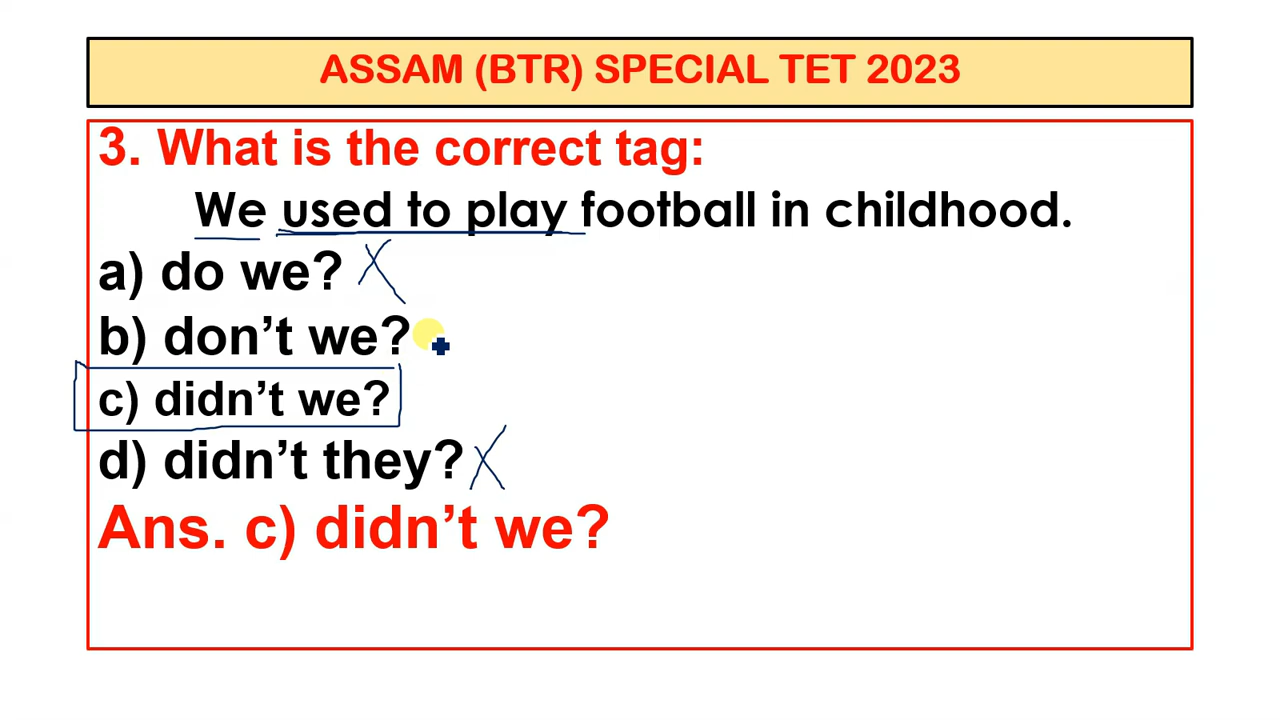 ASSAM (BTR) SPECIAL TET 2023
3. What is the correct tag:
We used to play football in childhood.
a) do we?
b) don’t we?
c) didn’t we?
d) didn’t they?
Ans. c) didn’t we?